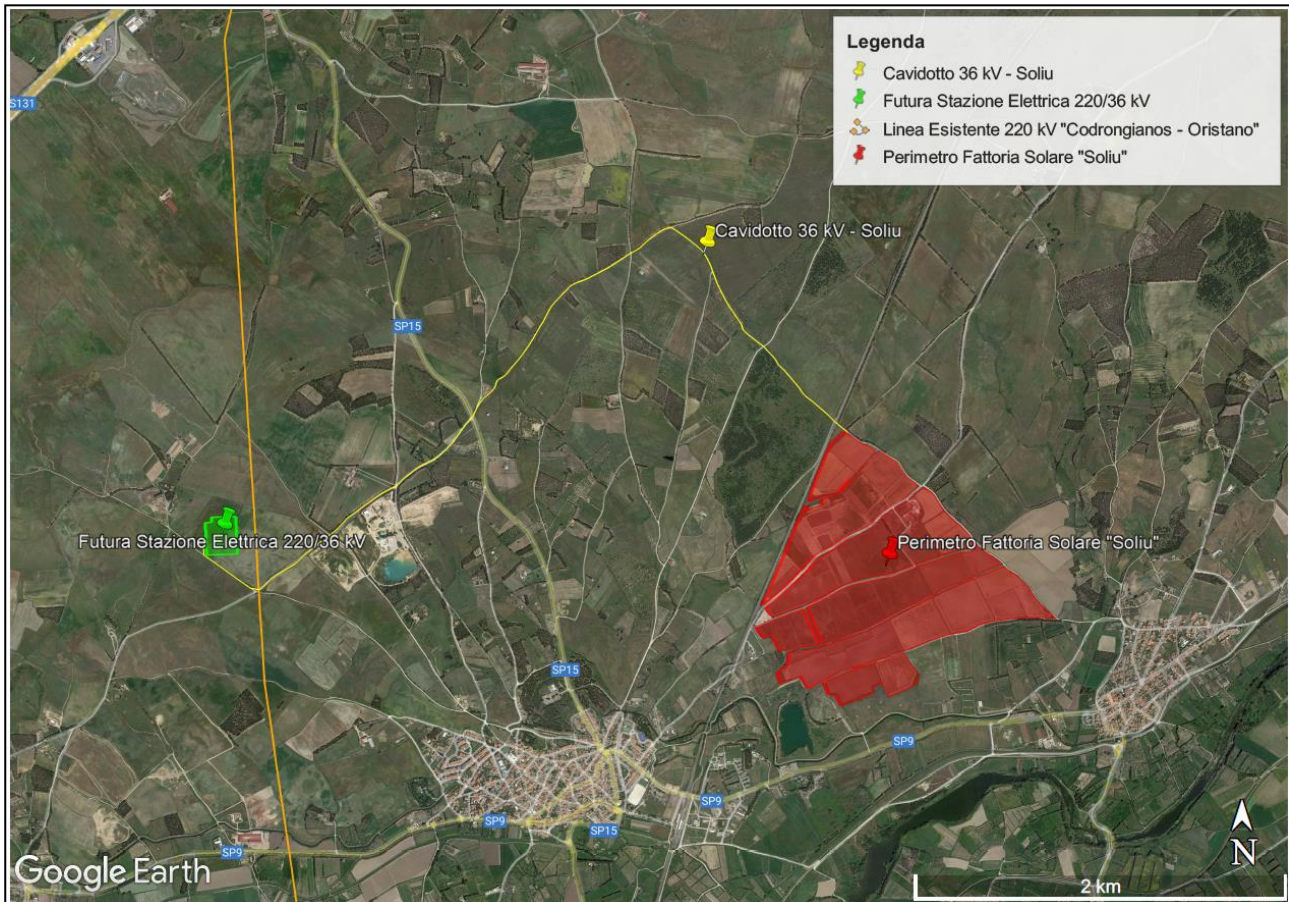 Legenda
Cavidotto 36 kV - Soliu
Futura Stazione Elettrica 220/36 kV
Linea Esistente 220 kV "Codrongianos - Oristano"
Perimetro Fattoria Solare "Soliu"
S131
Cavidotto 36 kV - Soliu
SP15
Futura Stazione Elettrica 220/36 kV
Perimetro Fattoria Solare "Soliu"
SP15
SP9
SP9
SP9
SP15
SP9
Google Earth
N
2 km